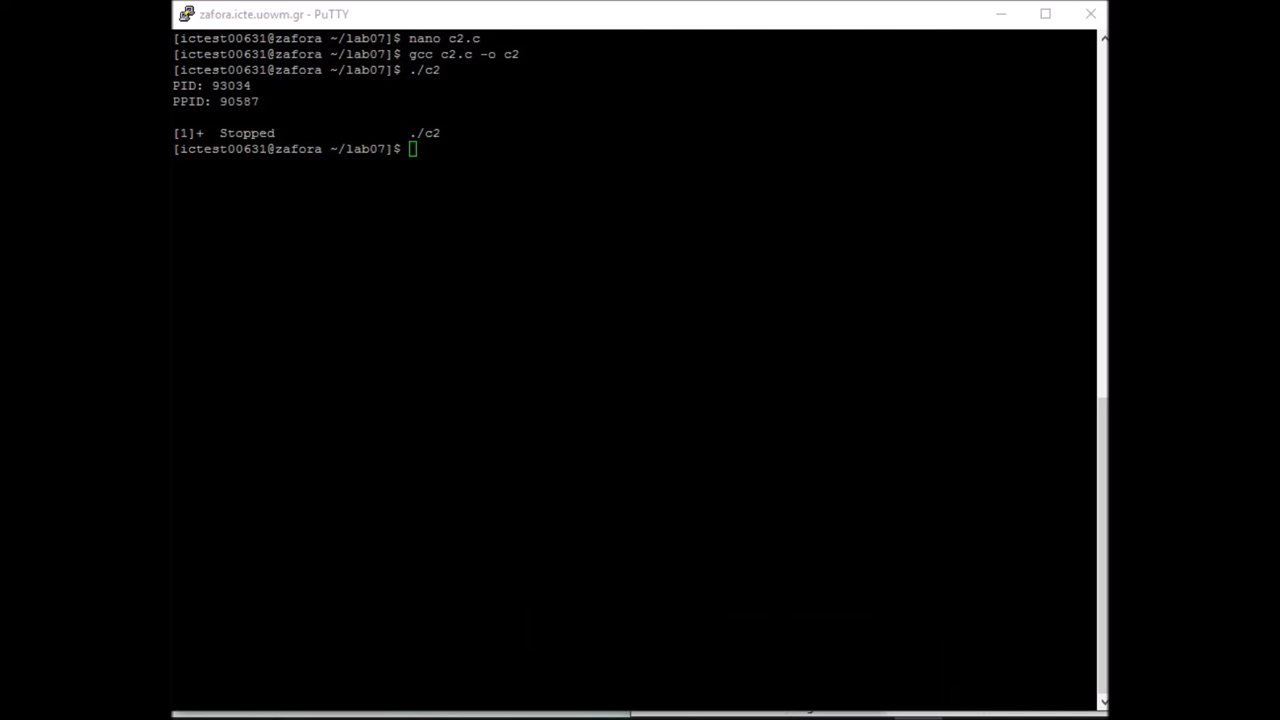 zafora.icte.uowm.gr - PuTTY
[ictest00631@zafora ~/lab07]$ nano c2.c
[ictest00631@zafora ~/lab07]$ gcc c2.c -o c2
[ictest00631@zafora ~/lab07]$ ./c2
PID: 93034
PPID: 90587
[1]+  Stopped                 ./c2
[ictest00631@zafora ~/lab07]$